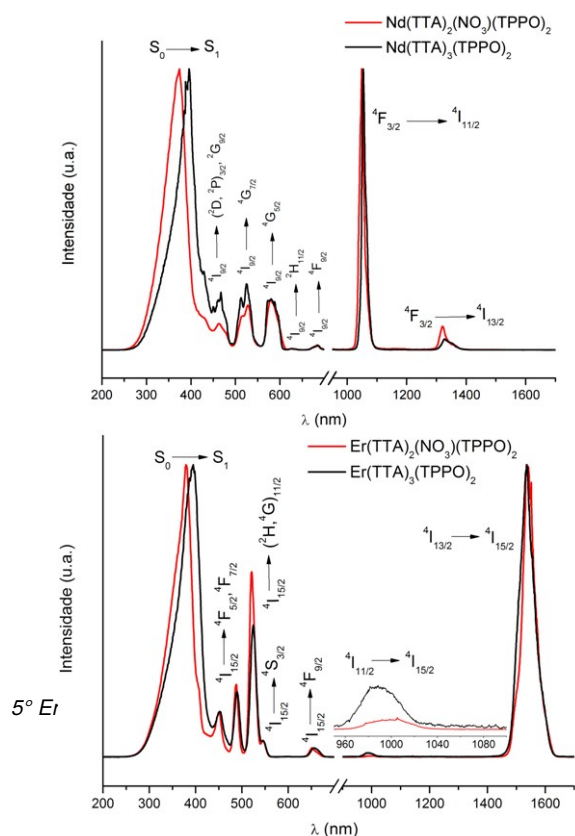 Nd(TTA)₂(NO₃)(TPPO)₂
Nd(TTA)₃(TPPO)₂
S₀ → S₁
⁴I₉/₂ → (²D, ²P)₃/₂, ²G₉/₂
⁴I₉/₂ → ⁴G₇/₂
⁴I₉/₂ → ⁴G₅/₂
⁴I₉/₂ → ²H₁₁/₂
⁴I₉/₂ → ⁴F₉/₂
⁴F₃/₂ → ⁴I₁₁/₂
⁴F₃/₂ → ⁴I₁₃/₂
Intensidade (u.a.)
200 300 400 500 600 1000 1200 1400 1600
λ (nm)
Er(TTA)₂(NO₃)(TPPO)₂
Er(TTA)₃(TPPO)₂
S₀ → S₁
⁴I₁₅/₂ → ⁴F₅/₂, ⁴F₇/₂
⁴I₁₅/₂ → (²H, ⁴G)₁₁/₂
⁴I₁₅/₂ → ⁴S₃/₂
⁴I₁₅/₂ → ⁴F₉/₂
⁴I₁₃/₂ → ⁴I₁₅/₂
⁴I₁₁/₂ → ⁴I₁₅/₂
960 1000 1040 1080
Intensidade (u.a.)
5° Er
200 300 400 500 600 1000 1200 1400 1600
λ (nm)